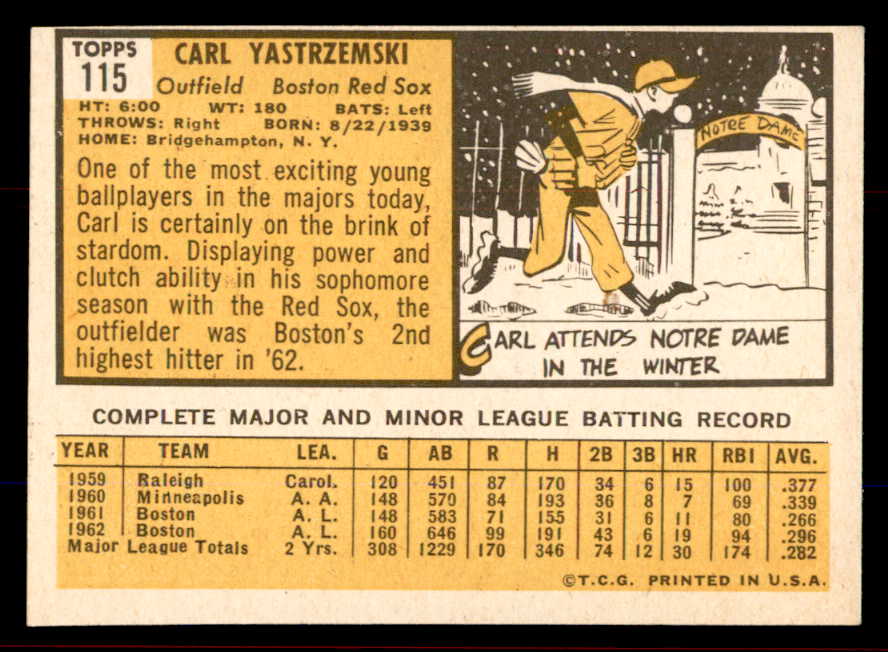 TOPPS
115
CARL YASTRZEMSKI
Outfield Boston Red Sox
HT: 6:00 WT: 180 BATS: Left
THROWS: Right BORN: 8/22/1939
HOME: Bridgehampton, N. Y.
One of the most exciting young
ballplayers in the majors today,
Carl is certainly on the brink of
stardom. Displaying power and
clutch ability in his sophomore
season with the Red Sox, the
outfielder was Boston's 2nd
highest hitter in '62.
NOTRE DAME
CARL ATTENDS NOTRE DAME
IN THE WINTER
COMPLETE MAJOR AND MINOR LEAGUE BATTING RECORD
YEAR TEAM LEA. G AB R H 2B 3B HR RBI AVG.
1959 Raleigh Carol. 120 451 87 170 34 6 15 100 .377
1960 Minneapolis A. A. 148 570 84 193 36 8 7 69 .339
1961 Boston A. L. 148 583 71 155 31 6 11 80 .266
1962 Boston A. L. 160 646 99 191 43 6 19 94 .296
Major League Totals 2 Yrs. 308 1229 170 346 74 12 30 174 .282
©T.C.G. PRINTED IN U.S.A.